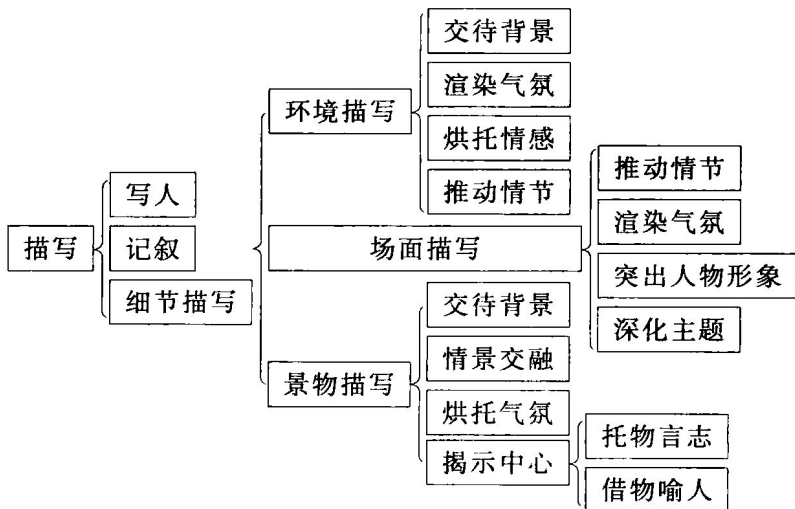 描写
写人
记叙
细节描写
环境描写
交待背景
渲染气氛
烘托情感
推动情节
场面描写
推动情节
渲染气氛
突出人物形象
深化主题
景物描写
交待背景
情景交融
烘托气氛
揭示中心
托物言志
借物喻人